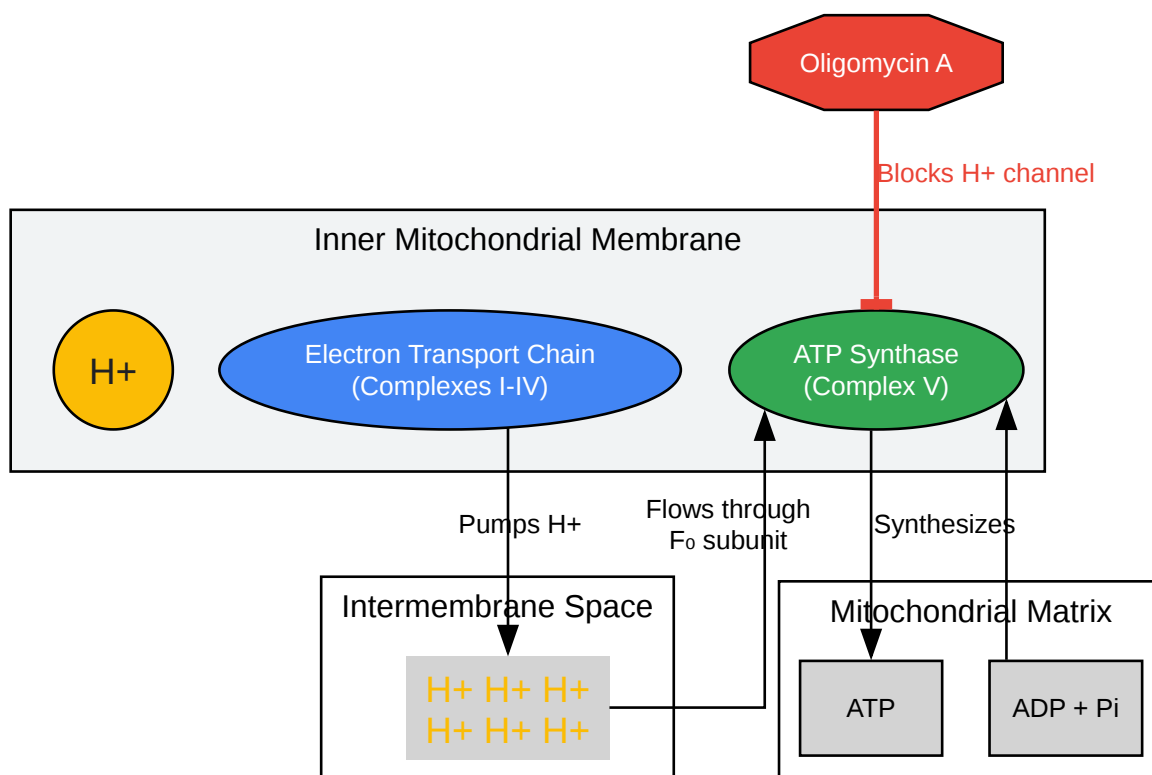 Oligomycin A
Blocks H+ channel
Inner Mitochondrial Membrane
H+
Electron Transport Chain
(Complexes I-IV)
ATP Synthase
(Complex V)
Pumps H+
Flows through
F₀ subunit
Synthesizes
Intermembrane Space
H+ H+ H+
H+ H+ H+
Mitochondrial Matrix
ATP
ADP + Pi